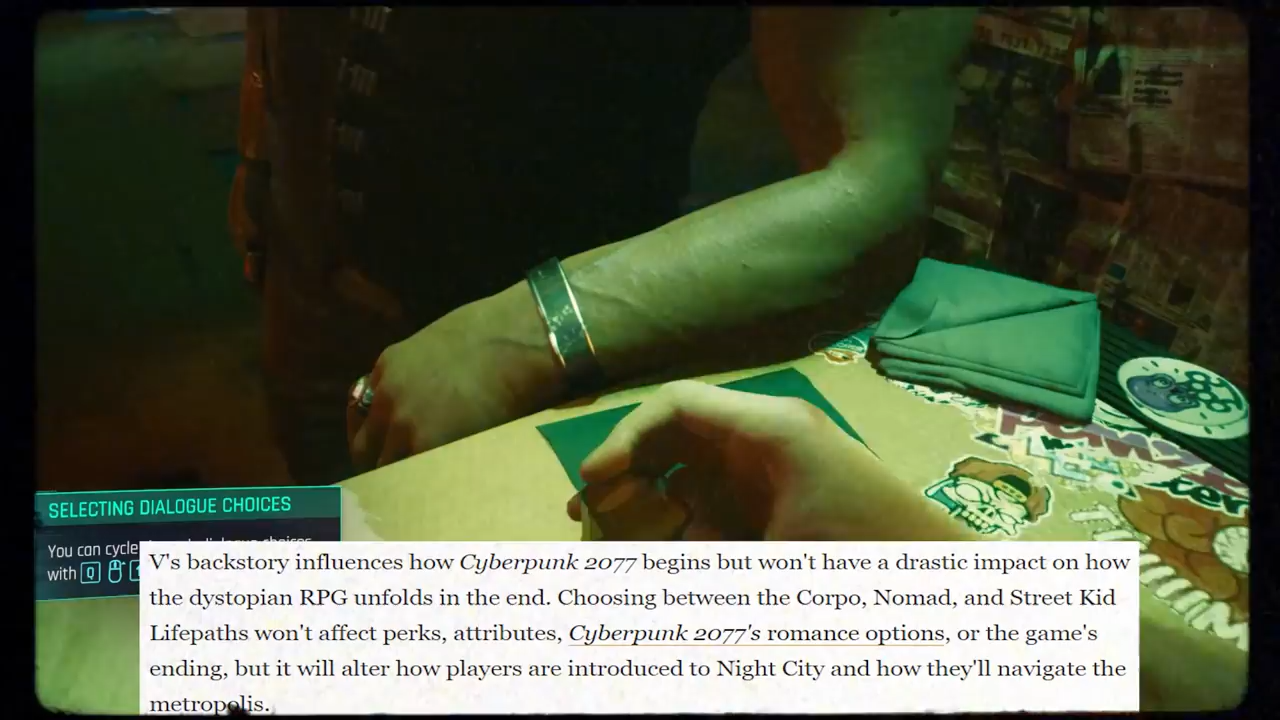 SELECTING DIALOGUE CHOICES
You can cycle
with Q
V's backstory influences how Cyberpunk 2077 begins but won't have a drastic impact on how
the dystopian RPG unfolds in the end. Choosing between the Corpo, Nomad, and Street Kid
Lifepaths won't affect perks, attributes, Cyberpunk 2077's romance options, or the game's
ending, but it will alter how players are introduced to Night City and how they'll navigate the
metropolis.